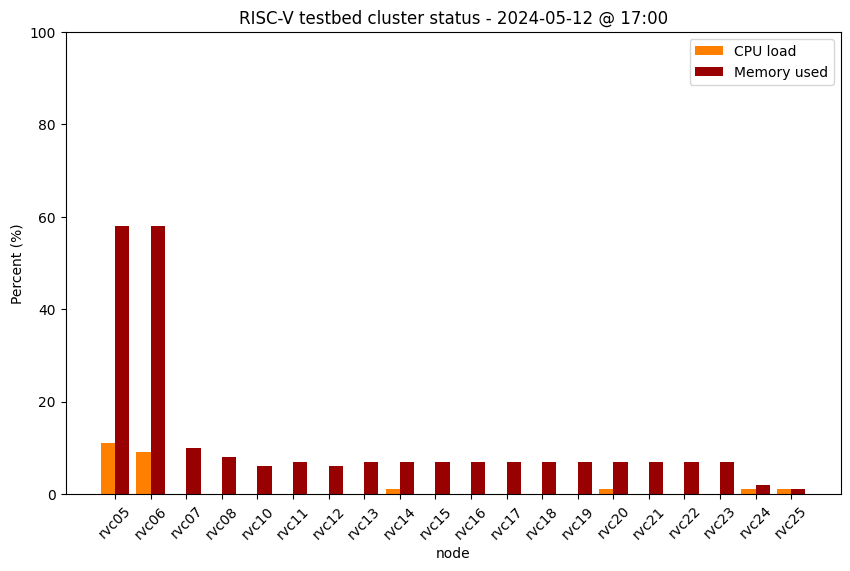 RISC-V testbed cluster status - 2024-05-12 @ 17:00
CPU load
Memory used
Percent (%)
100
80
60
40
20
0
rvc05 rvc06 rvc07 rvc08 rvc10 rvc11 rvc12 rvc13 rvc14 rvc15 rvc16 rvc17 rvc18 rvc19 rvc20 rvc21 rvc22 rvc23 rvc24 rvc25
node